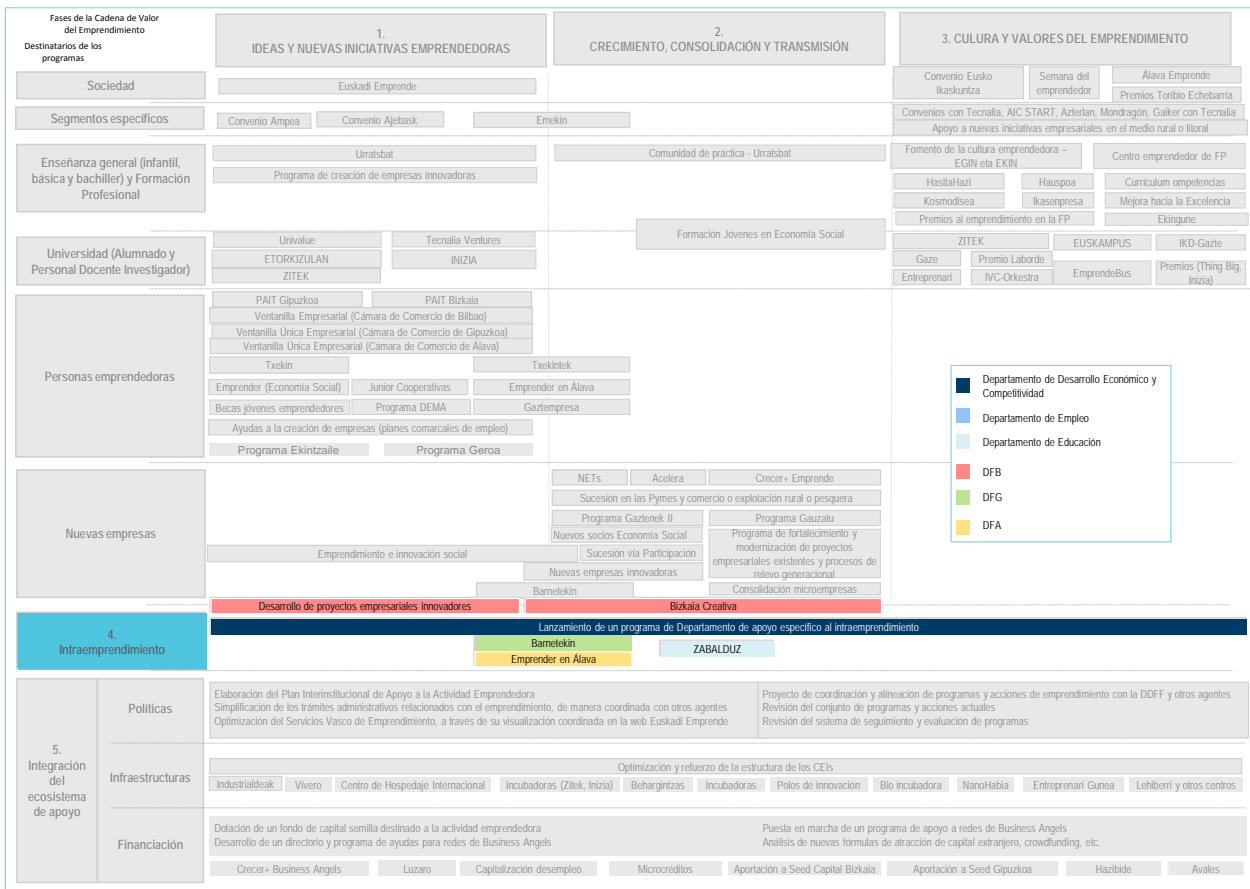 Fases de la Cadena de Valor
del Emprendimiento
Destinatarios de los
programas
1.
IDEAS Y NUEVAS INICIATIVAS EMPRENDEDORAS
2.
CRECIMIENTO, CONSOLIDACIÓN Y TRANSMISIÓN
3. CULURA Y VALORES DEL EMPRENDIMIENTO
Sociedad
Euskadi Emprende
Convenio Eusko
Ikaskuntza
Semana del
emprendedor
Álava Emprende
Premios Toribio Echebarría
Segmentos específicos
Convenio Ampea
Convenio Ajebask
Emekin
Convenios con Tecnalia, AIC START, Azterlan, Mondragón, Gaiker con Tecnalia
Apoyo a nuevas iniciativas empresariales en el medio rural o litoral
Enseñanza general (infantil,
básica y bachiller) y Formación
Profesional
Urratsbat
Programa de creación de empresas innovadoras
Comunidad de práctica - Urratsbat
Fomento de la cultura emprendedora –
EGIN eta EKIN
Centro emprendedor de FP
HasitaHazi
Hauspoa
Currículum ompetencias
Kosmodisea
Ikasenpresa
Mejora hacia la Excelencia
Premios al emprendimiento en la FP
Ekingune
Formación Jóvenes en Economía Social
Universidad (Alumnado y
Personal Docente Investigador)
Univalue
Tecnalia Ventures
ETORKIZULAN
INIZIA
ZITEK
ZITEK
EUSKAMPUS
IKD-Gazte
Gaze
Premio Laborde
Entreprenari
IVC-Orkestra
EmprendeBus
Premios (Thing Big,
Inizia)
Personas emprendedoras
PAIT Gipuzkoa
PAIT Bizkaia
Ventanilla Empresarial (Cámara de Comercio de Bilbao)
Ventanilla Única Empresarial (Cámara de Comercio de Gipuzkoa)
Ventanilla Única Empresarial (Cámara de Comercio de Álava)
Txekin
Txekintek
Emprender (Economía Social)
Junior Cooperativas
Emprender en Álava
Becas jóvenes emprendedores
Programa DEMA
Gaztempresa
Ayudas a la creación de empresas (planes comarcales de empleo)
Programa Ekintzaile
Programa Geroa
Departamento de Desarrollo Económico y
Competitividad
Departamento de Empleo
Departamento de Educación
DFB
DFG
DFA
Nuevas empresas
NETs
Acelera
Crecer+ Emprende
Sucesión en las Pymes y comercio o explotación rural o pesquera
Programa Gaztenek II
Programa Gauzatu
Nuevos socios Economía Social
Programa de fortalecimiento y
modernización de proyectos
empresariales existentes y procesos de
relevo generacional
Emprendimiento e innovación social
Sucesión vía Participación
Nuevas empresas innovadoras
Barnetekin
Consolidación microempresas
Desarrollo de proyectos empresariales innovadores
Bizkaia Creativa
4.
Intraemprendimiento
Lanzamiento de un programa de Departamento de apoyo específico al intraemprendimiento
Barnetekin
Emprender en Álava
ZABALDUZ
5.
Integración
del
ecosistema
de apoyo
Políticas
Elaboración del Plan Interinstitucional de Apoyo a la Actividad Emprendedora
Simplificación de los trámites administrativos relacionados con el emprendimiento, de manera coordinada con otros agentes
Optimización del Servicios Vasco de Emprendimiento, a través de su visualización coordinada en la web Euskadi Emprende
Proyecto de coordinación y alineación de programas y acciones de emprendimiento con la DDFF y otros agentes
Revisión del conjunto de programas y acciones actuales
Revisión del sistema de seguimiento y evaluación de programas
Infraestructuras
Optimización y refuerzo de la estructura de los CEIs
Industrialdeak
Vivero
Centro de Hospedaje Internacional
Incubadoras (Zitek, Inizia)
Behargintzas
Incubadoras
Polos de innovación
Bio incubadora
NanoHabia
Entreprenari Gunea
Lehiberri y otros centros
Financiación
Dotación de un fondo de capital semilla destinado a la actividad emprendedora
Desarrollo de un directorio y programa de ayudas para redes de Business Angels
Puesta en marcha de un programa de apoyo a redes de Business Angels
Análisis de nuevas fórmulas de atracción de capital extranjero, crowdfunding, etc.
Crecer+ Business Angels
Luzaro
Capitalización desempleo
Microcréditos
Aportación a Seed Capital Bizkaia
Aportación a Seed Gipuzkoa
Hazibide
Avales